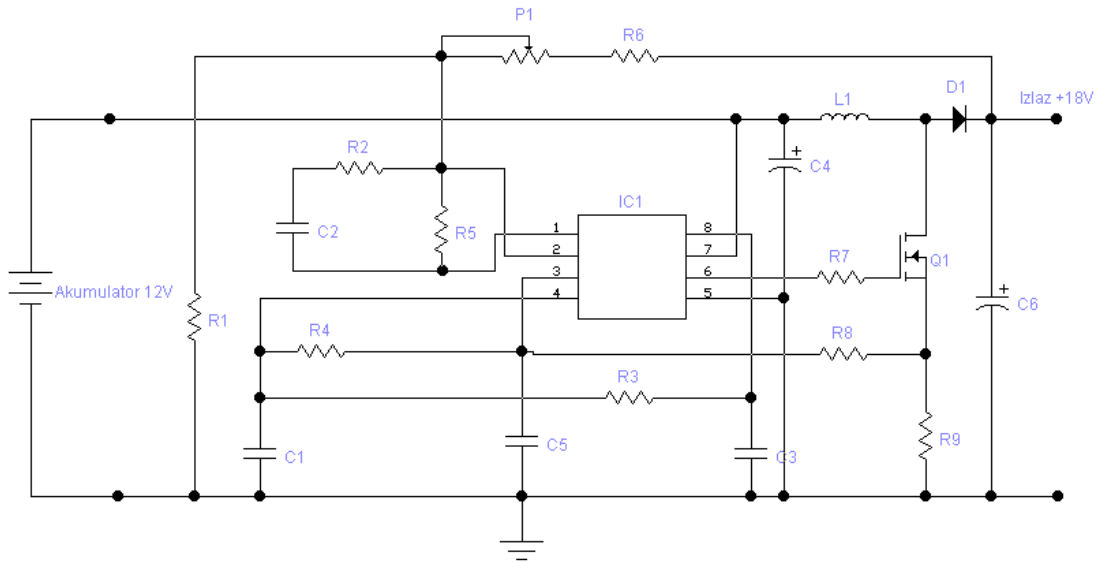 P1
R6
D1
L1
Izlaz +18V
R2
C4
IC1
C2
R5
1 8
2 7
3 6
4 5
R7
Q1
Akumulator 12V
R1
C6
R4
R8
R3
R9
C1
C5
C3